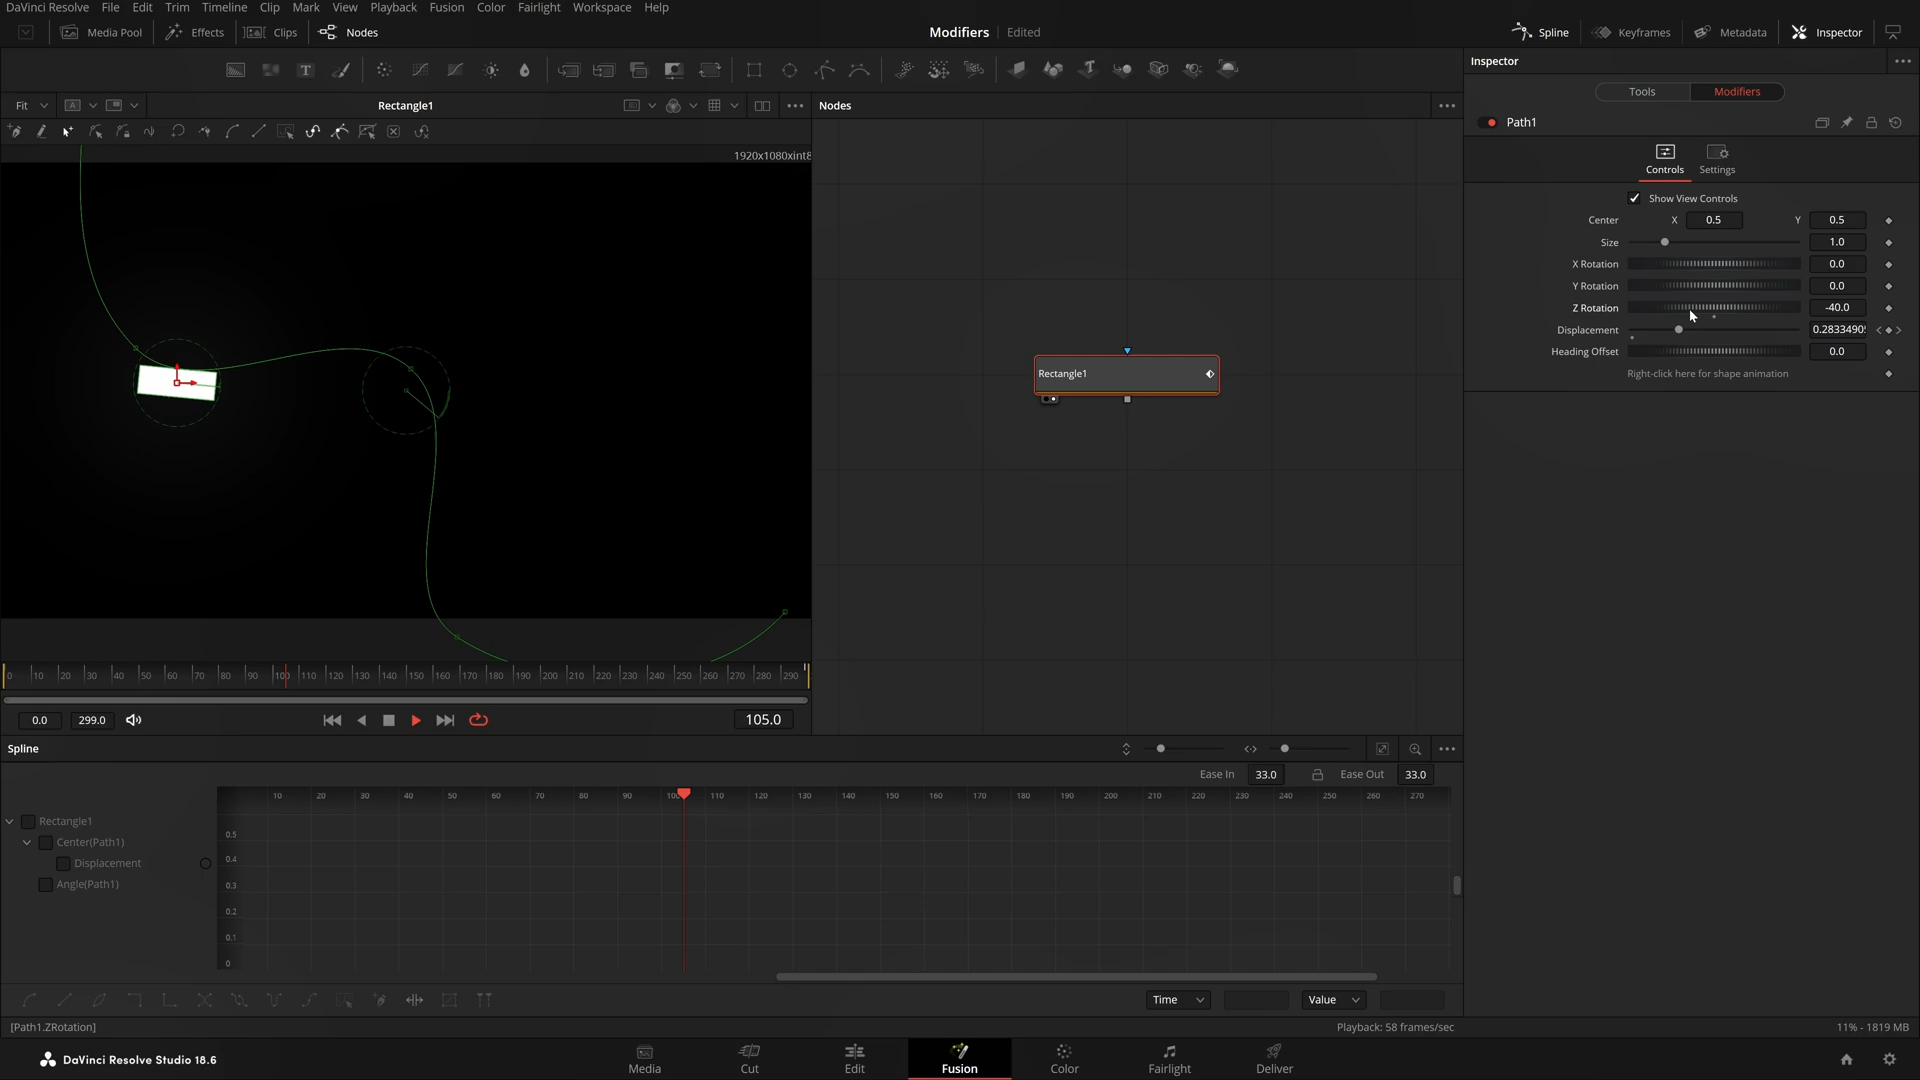 DaVinci Resolve File Edit Trim Timeline Clip Mark View Playback Fusion Color Fairlight Workspace Help
Media Pool Effects Clips Nodes Modifiers Edited Spline Keyframes Metadata Inspector
Inspector
Tools Modifiers
Fit Rectangle1 Nodes
Path1
1920x1080xint8
Controls Settings
Show View Controls
Center X 0.5 Y 0.5
Size 1.0
X Rotation 0.0
Y Rotation 0.0
Z Rotation -40.0
Displacement 0.2833490
Heading Offset 0.0
Right-click here for shape animation
Rectangle1
0 10 20 30 40 50 60 70 80 90 100 110 120 130 140 150 160 170 180 190 200 210 220 230 240 250 260 270 280 290
0.0 299.0 105.0
Spline
Ease In 33.0 Ease Out 33.0
10 20 30 40 50 60 70 80 90 100 110 120 130 140 150 160 170 180 190 200 210 220 230 240 250 260 270
Rectangle1
0.5
Center(Path1)
0.4
Displacement
Angle(Path1) 0.3
0.2
0.1
0
Time Value
[Path1.ZRotation] Playback: 58 frames/sec 11% - 1819 MB
DaVinci Resolve Studio 18.6
Media Cut Edit Fusion Color Fairlight Deliver